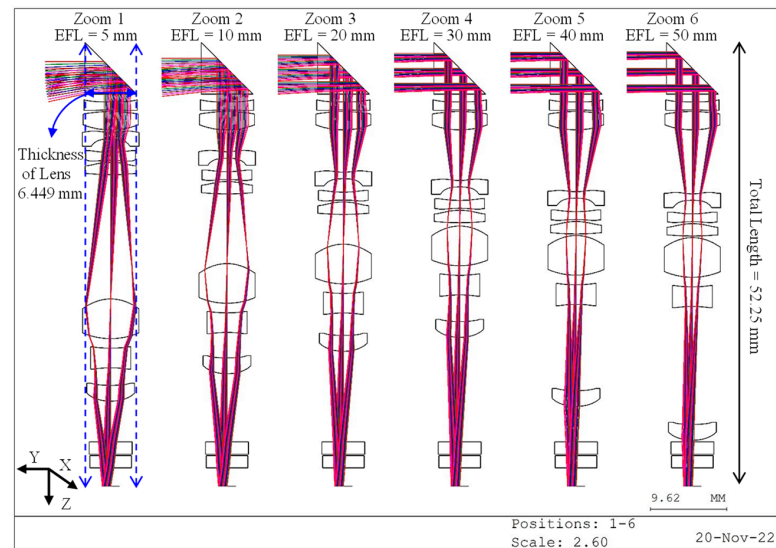 Zoom 1
EFL = 5 mm
Zoom 2
EFL = 10 mm
Zoom 3
EFL = 20 mm
Zoom 4
EFL = 30 mm
Zoom 5
EFL = 40 mm
Zoom 6
EFL = 50 mm
Thickness
of Lens
6.449 mm
Total Length = 52.25 mm
Y
X
Z
9.62 MM
Positions: 1-6
Scale: 2.60
20-Nov-22